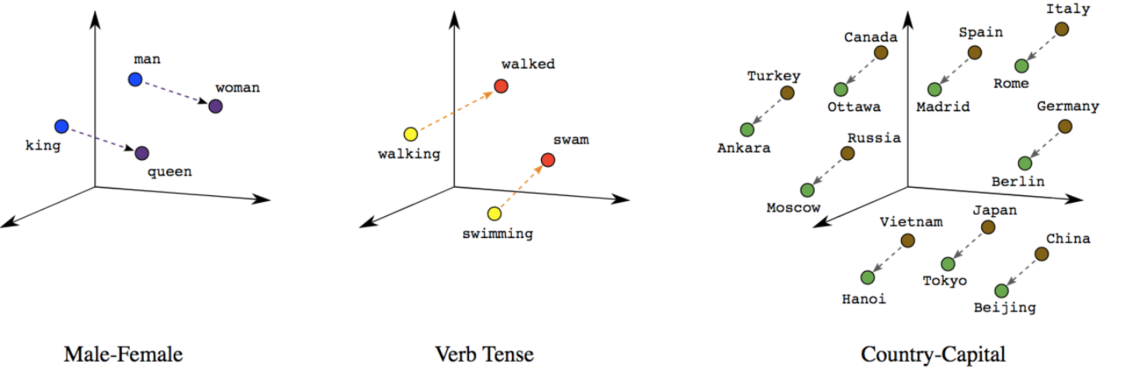 man
woman
king
queen
Male-Female
walked
walking
swam
swimming
Verb Tense
Italy
Spain
Canada
Rome
Turkey
Ottawa
Madrid
Germany
Ankara
Russia
Berlin
Moscow
Japan
Vietnam
China
Tokyo
Hanoi
Beijing
Country-Capital